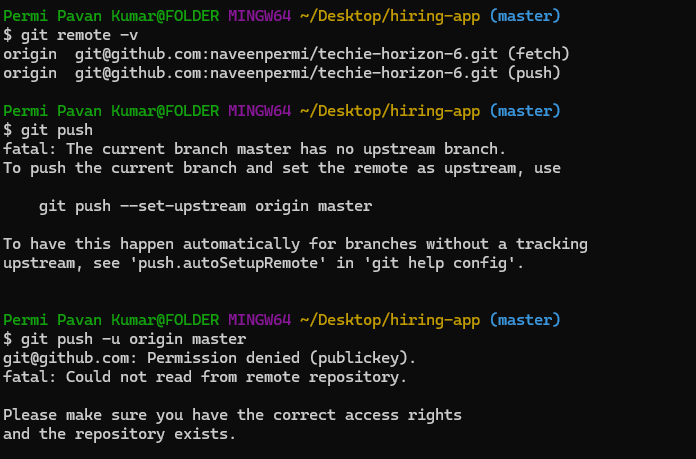 Permi Pavan Kumar@FOLDER MINGW64 ~/Desktop/hiring-app (master)
$ git remote -v
origin  git@github.com:naveenpermi/techie-horizon-6.git (fetch)
origin  git@github.com:naveenpermi/techie-horizon-6.git (push)
Permi Pavan Kumar@FOLDER MINGW64 ~/Desktop/hiring-app (master)
$ git push
fatal: The current branch master has no upstream branch.
To push the current branch and set the remote as upstream, use
    git push --set-upstream origin master
To have this happen automatically for branches without a tracking
upstream, see 'push.autoSetupRemote' in 'git help config'.
Permi Pavan Kumar@FOLDER MINGW64 ~/Desktop/hiring-app (master)
$ git push -u origin master
git@github.com: Permission denied (publickey).
fatal: Could not read from remote repository.
Please make sure you have the correct access rights
and the repository exists.